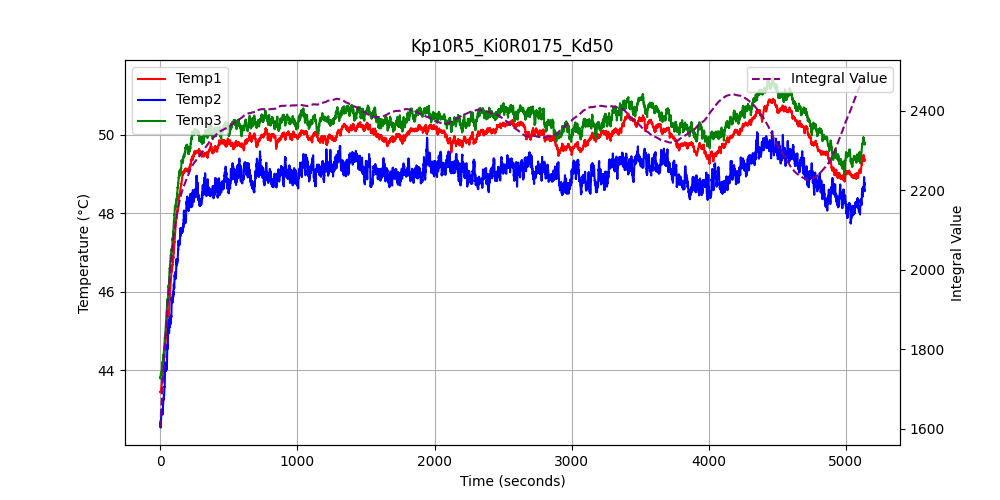 Kp10R5_Ki0R0175_Kd50
Temp1
Temp2
Temp3
Integral Value
Temperature (°C)
50
48
46
44
2400
2200
2000
1800
1600
Integral Value
0
1000
2000
3000
4000
5000
Time (seconds)